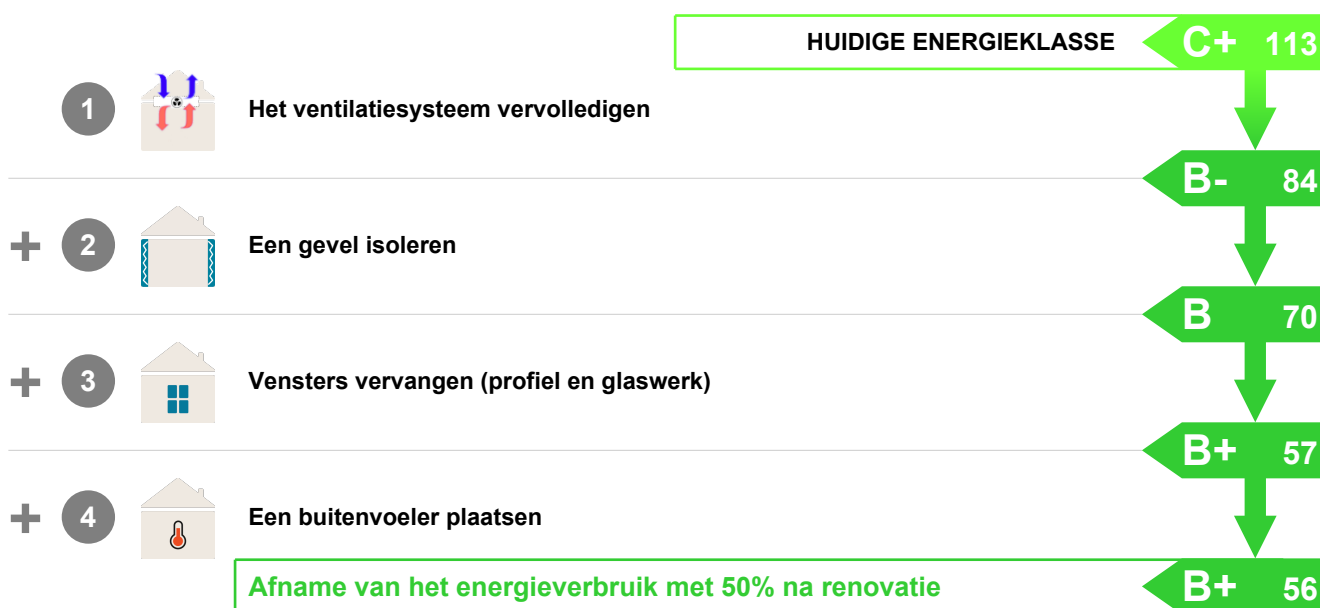 HUIDIGE ENERGIEKLASSE C+ 113
1 Het ventilatiesysteem vervolledigen
B- 84
+ 2 Een gevel isoleren
B 70
+ 3 Vensters vervangen (profiel en glaswerk)
B+ 57
+ 4 Een buitenvoeler plaatsen
Afname van het energieverbruik met 50% na renovatie B+ 56